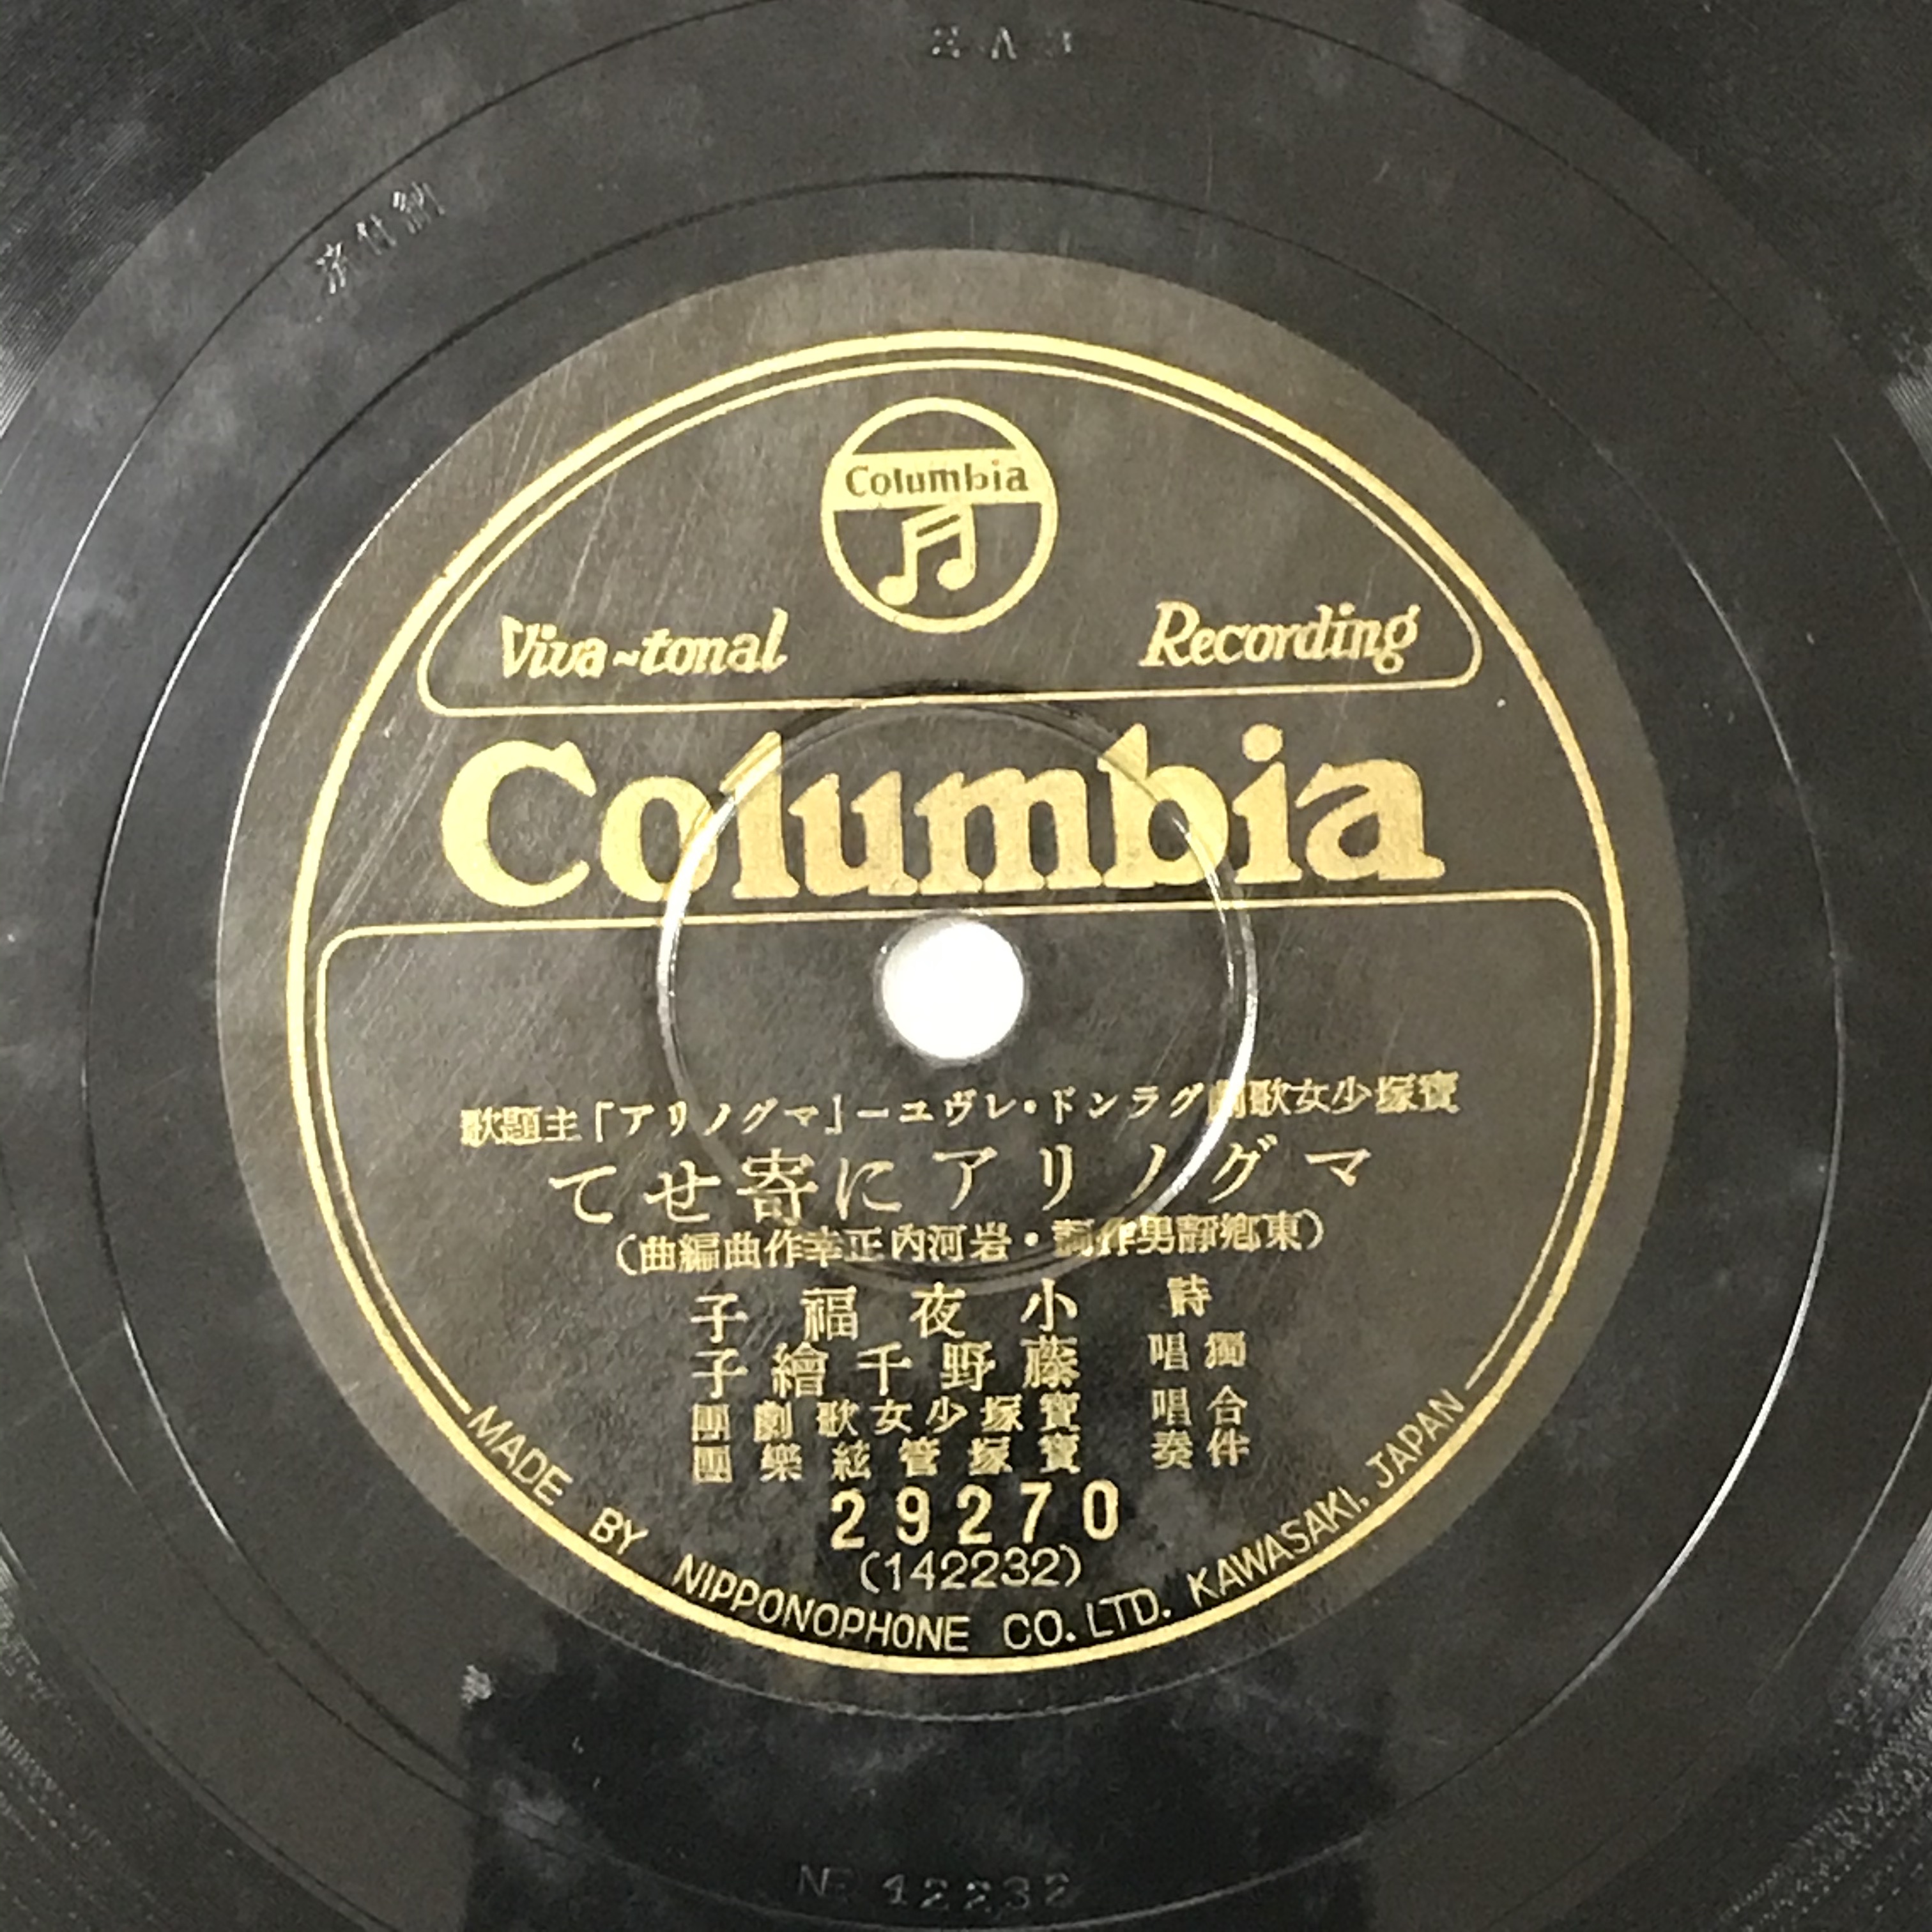 Columbia
Viva-tonal Recording
Columbia
寶塚少女歌劇グランド・レヴユー「マグノリア」主題歌
マグノリアに寄せて
(東郷靜男作詞・岩河內正幸作曲編曲)
詩 小夜福子
獨唱 藤野千繪子
合唱 寶塚少女歌劇團
伴奏 寶塚管絃樂團
29270
(142232)
MADE BY NIPPONOPHONE CO. LTD. KAWASAKI, JAPAN
42232